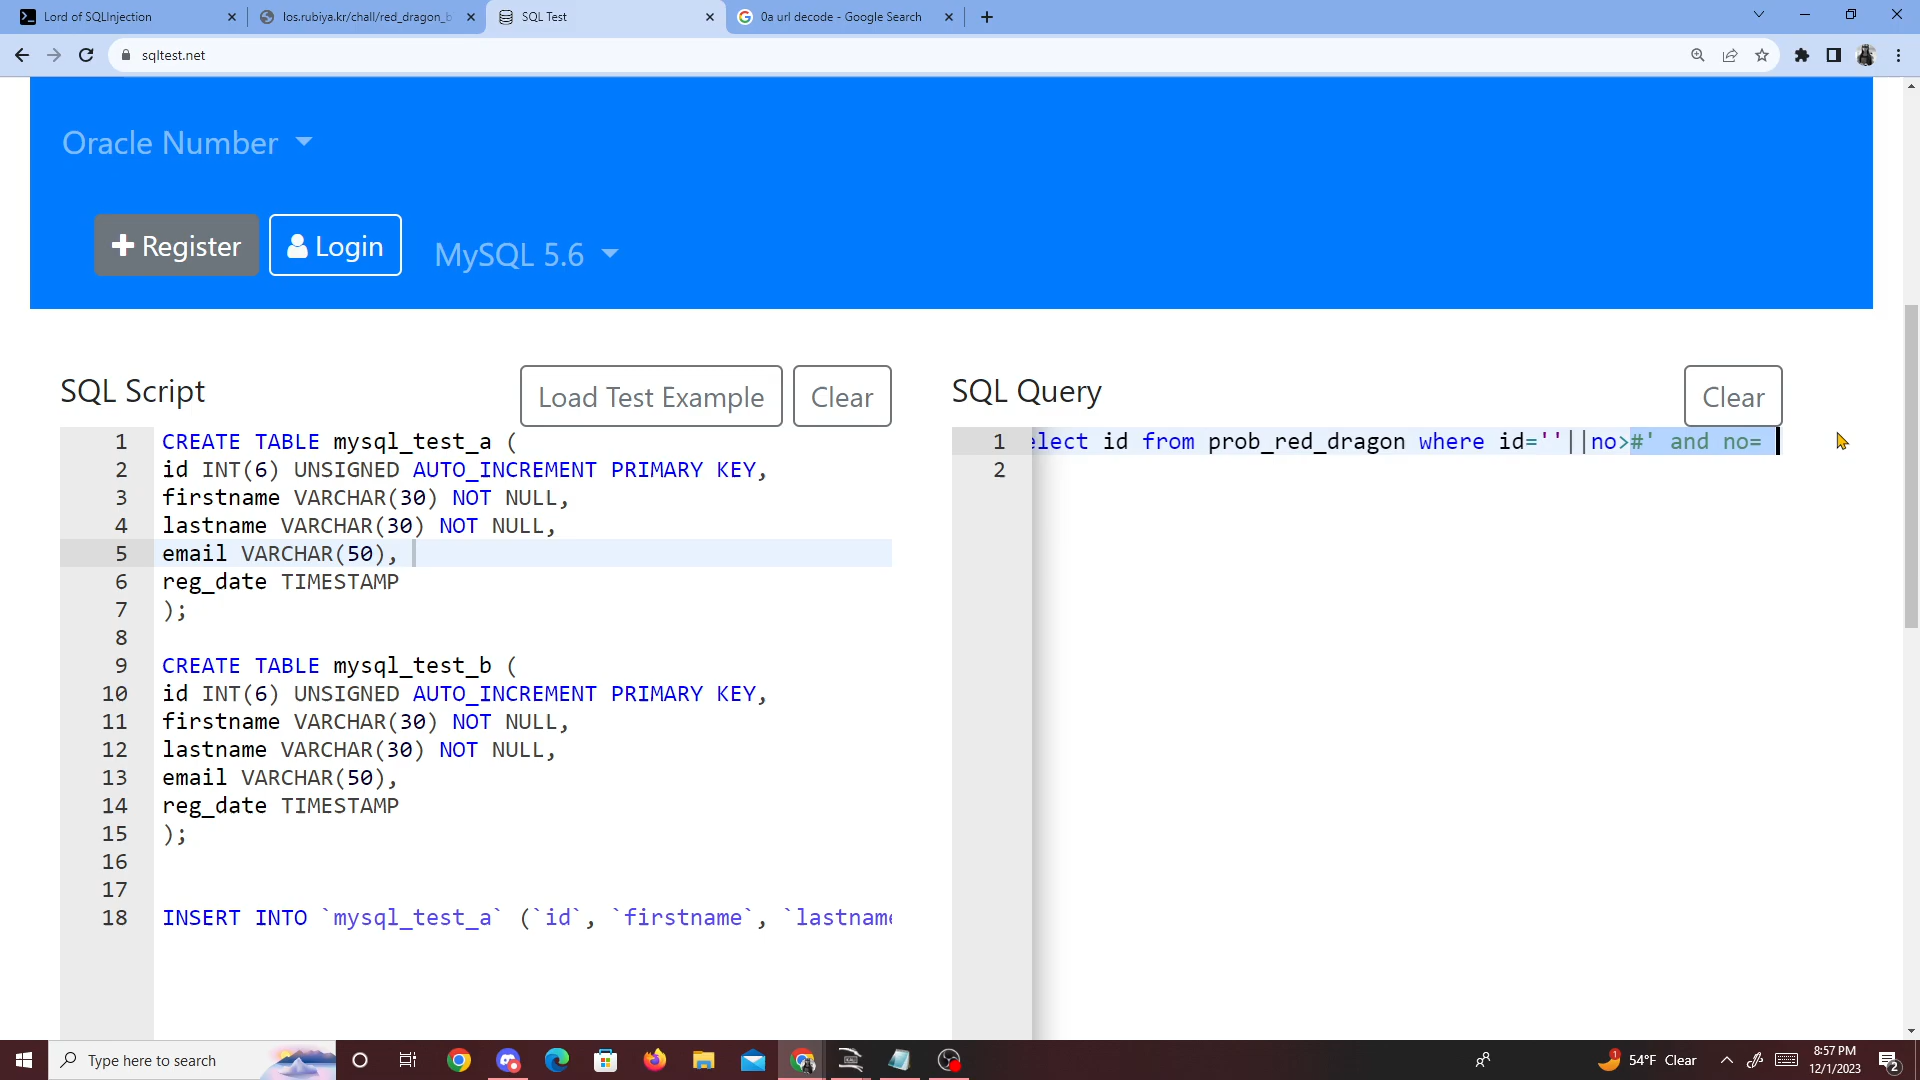 Lord of SQLInjection
los.rubiya.kr/chall/red_dragon_b
SQL Test
0a url decode - Google Search
sqltest.net
Oracle Number
Register
Login
MySQL 5.6
SQL Script
Load Test Example
Clear
1 CREATE TABLE mysql_test_a (
2 id INT(6) UNSIGNED AUTO_INCREMENT PRIMARY KEY,
3 firstname VARCHAR(30) NOT NULL,
4 lastname VARCHAR(30) NOT NULL,
5 email VARCHAR(50),
6 reg_date TIMESTAMP
7 );
8
9 CREATE TABLE mysql_test_b (
10 id INT(6) UNSIGNED AUTO_INCREMENT PRIMARY KEY,
11 firstname VARCHAR(30) NOT NULL,
12 lastname VARCHAR(30) NOT NULL,
13 email VARCHAR(50),
14 reg_date TIMESTAMP
15 );
16
17
18 INSERT INTO `mysql_test_a` (`id`, `firstname`, `lastname
SQL Query
Clear
1 elect id from prob_red_dragon where id=''||no>#' and no=
2
Type here to search
1
54°F Clear
8:57 PM
12/1/2023
2